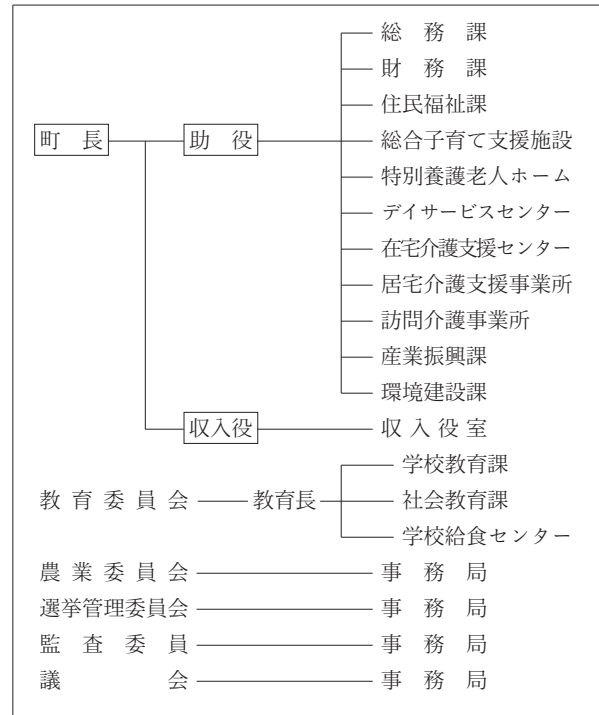 総務課
財務課
住民福祉課
町長 助役 総合子育て支援施設
特別養護老人ホーム
デイサービスセンター
在宅介護支援センター
居宅介護支援事業所
訪問介護事業所
産業振興課
環境建設課
収入役 収入役室
学校教育課
教育委員会 教育長 社会教育課
学校給食センター
農業委員会 事務局
選挙管理委員会 事務局
監査委員 事務局
議会 事務局